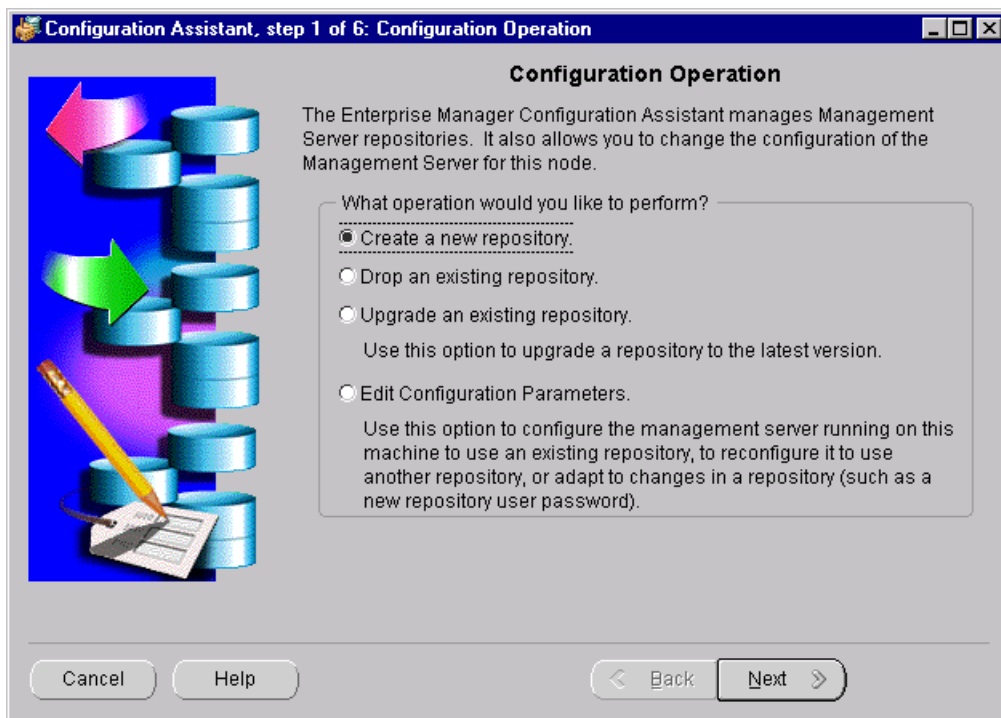 Configuration Assistant, step 1 of 6: Configuration Operation
Configuration Operation
The Enterprise Manager Configuration Assistant manages Management
Server repositories. It also allows you to change the configuration of the
Management Server for this node.
What operation would you like to perform?
Create a new repository.
Drop an existing repository.
Upgrade an existing repository.
Use this option to upgrade a repository to the latest version.
Edit Configuration Parameters.
Use this option to configure the management server running on this
machine to use an existing repository, to reconfigure it to use
another repository, or adapt to changes in a repository (such as a
new repository user password).
Cancel
Help
Back
Next